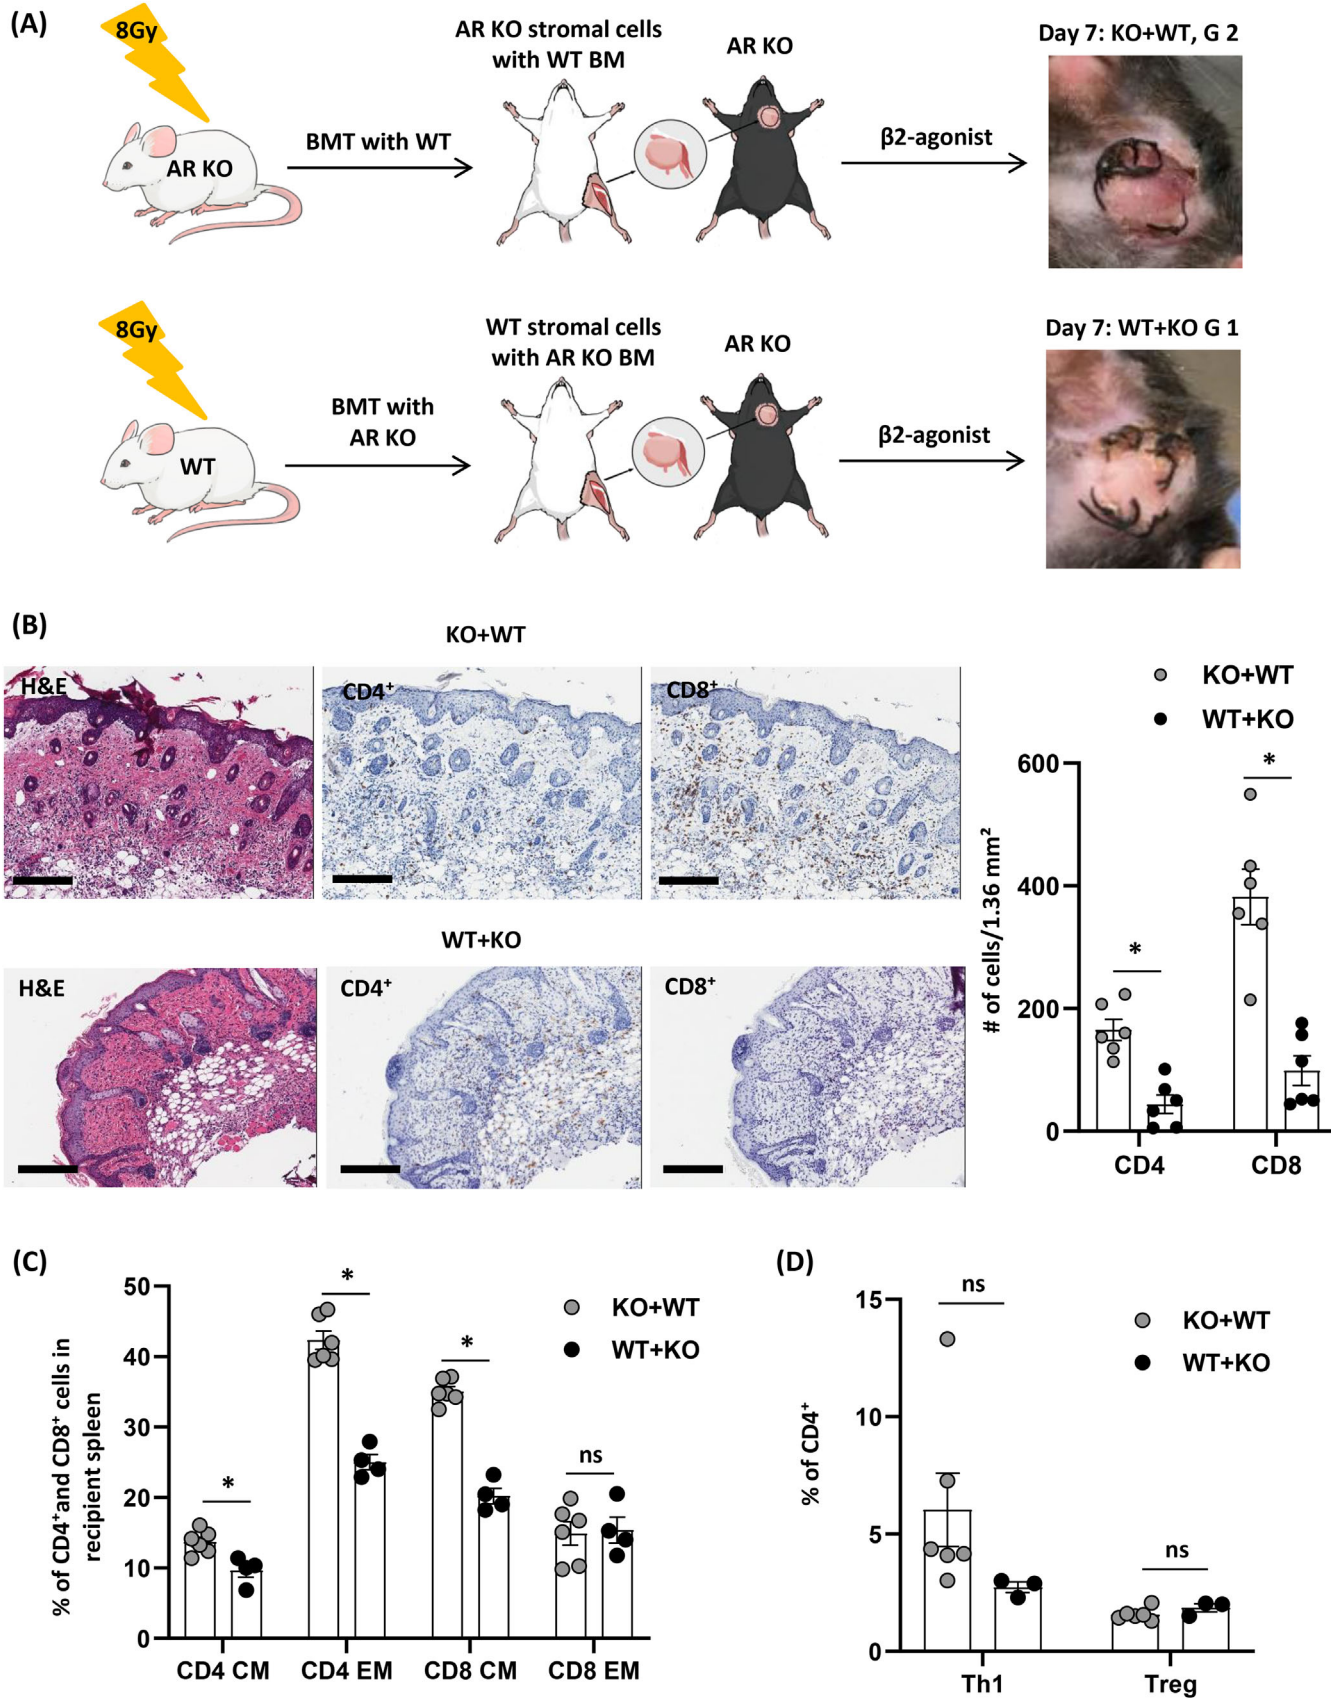 (A)
8Gy
AR KO
BMT with WT
AR KO stromal cells
with WT BM
AR KO
β2-agonist
Day 7: KO+WT, G 2
8Gy
WT
BMT with
AR KO
WT stromal cells
with AR KO BM
AR KO
β2-agonist
Day 7: WT+KO G 1
(B)
KO+WT
H&E
CD4⁺
CD8⁺
WT+KO
H&E
CD4⁺
CD8⁺
KO+WT
WT+KO
# of cells/1.36 mm²
600
400
200
0
*
*
CD4
CD8
(C)
% of CD4⁺and CD8⁺ cells in
recipient spleen
50
40
30
20
10
0
*
*
*
ns
KO+WT
WT+KO
CD4 CM
CD4 EM
CD8 CM
CD8 EM
(D)
% of CD4⁺
15
10
5
0
ns
ns
KO+WT
WT+KO
Th1
Treg